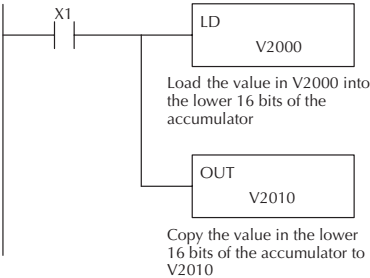 X1
LD
V2000
Load the value in V2000 into
the lower 16 bits of the
accumulator
OUT
V2010
Copy the value in the lower
16 bits of the accumulator to
V2010